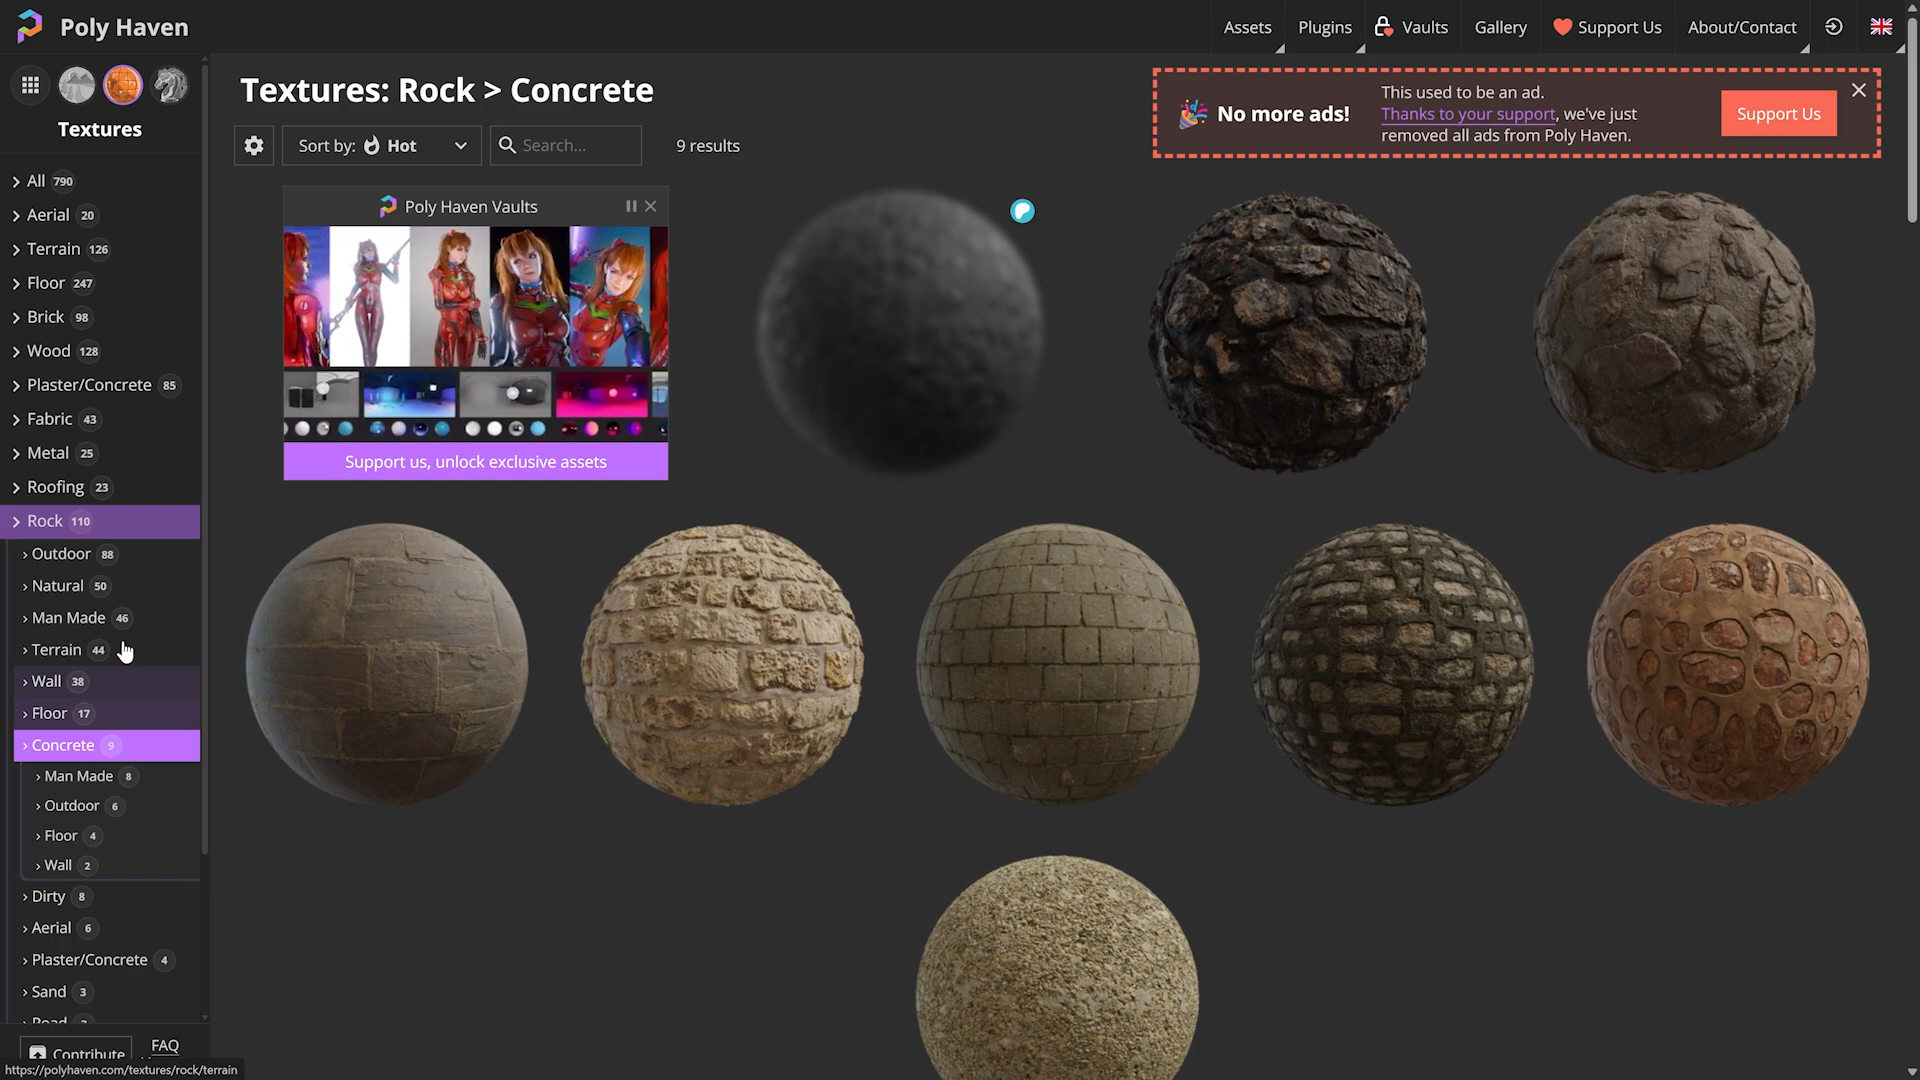 Poly Haven
Assets
Plugins
Vaults
Gallery
Support Us
About/Contact
Textures
All 790
Aerial 20
Terrain 126
Floor 247
Brick 98
Wood 128
Plaster/Concrete 85
Fabric 43
Metal 25
Roofing 23
Rock 110
Outdoor 88
Natural 50
Man Made 46
Terrain 44
Wall 38
Floor 17
Concrete 9
Man Made 8
Outdoor 6
Floor 4
Wall 2
Dirty 8
Aerial 6
Plaster/Concrete 4
Sand 3
Road
Contribute
FAQ
https://polyhaven.com/textures/rock/terrain
Textures: Rock > Concrete
Sort by: Hot
Search...
9 results
No more ads!
This used to be an ad.
Thanks to your support, we've just
removed all ads from Poly Haven.
Support Us
Poly Haven Vaults
Support us, unlock exclusive assets